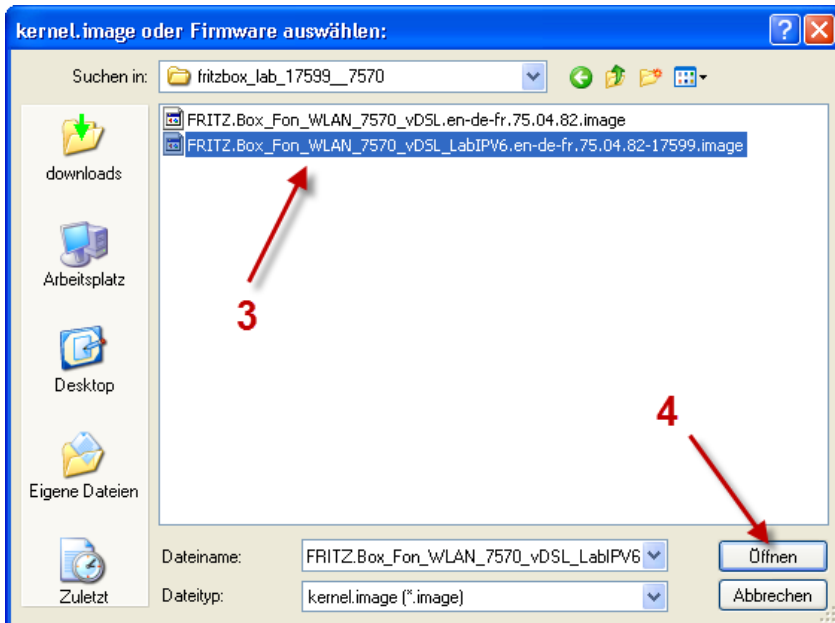 kernel.image oder Firmware auswählen:
Suchen in:
fritzbox_lab_17599__7570
FRITZ.Box_Fon_WLAN_7570_vDSL.en-de-fr.75.04.82.image
FRITZ.Box_Fon_WLAN_7570_vDSL_LabIPV6.en-de-fr.75.04.82-17599.image
downloads
Arbeitsplatz
Desktop
Eigene Dateien
Zuletzt
3
4
Dateiname:
FRITZ.Box_Fon_WLAN_7570_vDSL_LabIPV6
Öffnen
Dateityp:
kernel.image (*.image)
Abbrechen